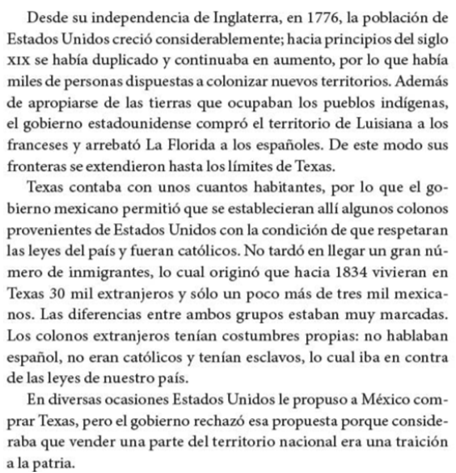 Desde su independencia de Inglaterra, en 1776, la población de
Estados Unidos creció considerablemente; hacia principios del siglo
XIX se había duplicado y continuaba en aumento, por lo que había
miles de personas dispuestas a colonizar nuevos territorios. Además
de apropiarse de las tierras que ocupaban los pueblos indígenas,
el gobierno estadounidense compró el territorio de Luisiana a los
franceses y arrebató La Florida a los españoles. De este modo sus
fronteras se extendieron hasta los límites de Texas.
Texas contaba con unos cuantos habitantes, por lo que el go-
bierno mexicano permitió que se establecieran allí algunos colonos
provenientes de Estados Unidos con la condición de que respetaran
las leyes del país y fueran católicos. No tardó en llegar un gran nú-
mero de inmigrantes, lo cual originó que hacia 1834 vivieran en
Texas 30 mil extranjeros y sólo un poco más de tres mil mexica-
nos. Las diferencias entre ambos grupos estaban muy marcadas.
Los colonos extranjeros tenían costumbres propias: no hablaban
español, no eran católicos y tenían esclavos, lo cual iba en contra
de las leyes de nuestro país.
En diversas ocasiones Estados Unidos le propuso a México com-
prar Texas, pero el gobierno rechazó esa propuesta porque conside-
raba que vender una parte del territorio nacional era una traición
a la patria.